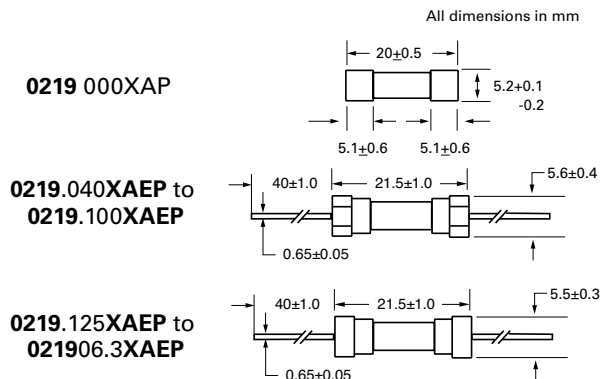 All dimensions in mm
20±0.5
0219 000XAP
5.2+0.1
-0.2
5.1±0.6 5.1±0.6
0219.040XAEP to
0219.100XAEP
40±1.0 21.5±1.0 5.6±0.4
0.65±0.05
0219.125XAEP to
021906.3XAEP
40±1.0 21.5±1.0 5.5±0.3
0.65±0.05